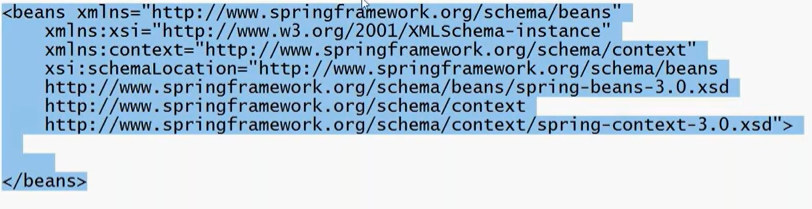 <beans xmlns="http://www.springframework.org/schema/beans"
xmlns:xsi="http://www.w3.org/2001/XMLSchema-instance"
xmlns:context="http://www.springframework.org/schema/context"
xsi:schemaLocation="http://www.springframework.org/schema/beans
http://www.springframework.org/schema/beans/spring-beans-3.0.xsd
http://www.springframework.org/schema/context
http://www.springframework.org/schema/context/spring-context-3.0.xsd">
</beans>